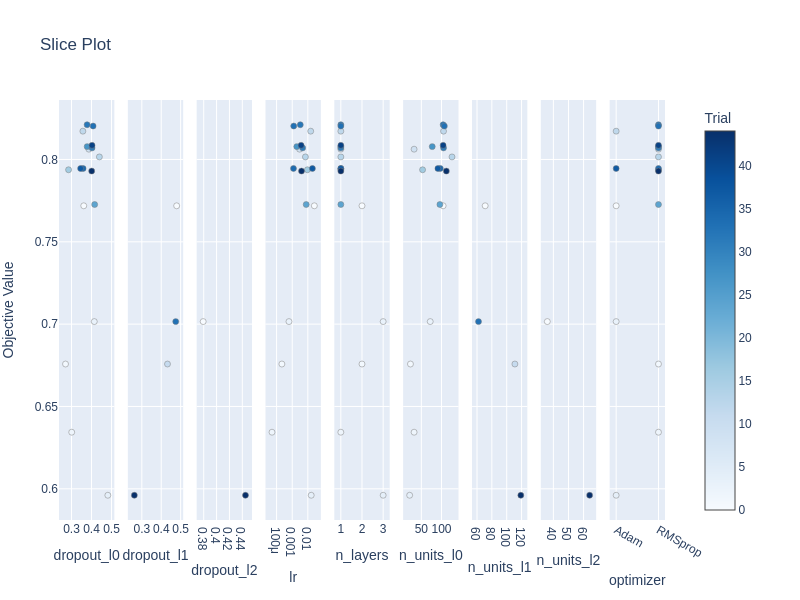 Slice Plot
Trial
Objective Value
0.8
0.75
0.7
0.65
0.6
40
35
30
25
20
15
10
5
0
0.3 0.4 0.5
0.3 0.4 0.5
0.38 0.4 0.42 0.44
100μ 0.001 0.01
1 2 3
50 100
60 80 100 120
40 50 60
Adam RMSprop
dropout_l0 dropout_l1 dropout_l2 lr n_layers n_units_l0 n_units_l1 n_units_l2 optimizer